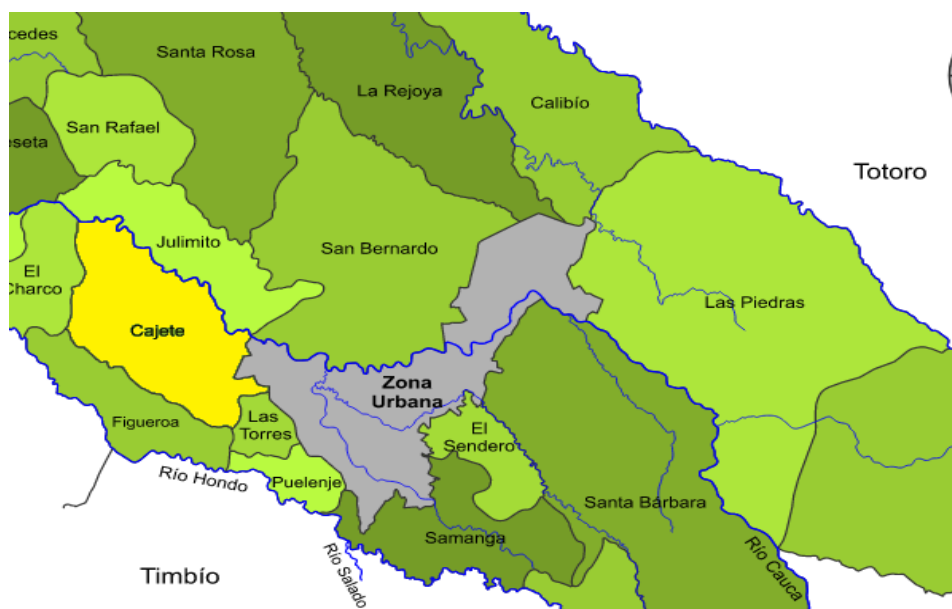 cedes
Santa Rosa
La Rejoya
Calibío
San Rafael
eseta
Totoro
Julimito
San Bernardo
El
Charco
Las Piedras
Cajete
Zona
Urbana
Figueroa
Las
Torres
El
Sendero
Río Hondo
Puelenje
Santa Bárbara
Samanga
Timbío
Río Salado
Río Cauca